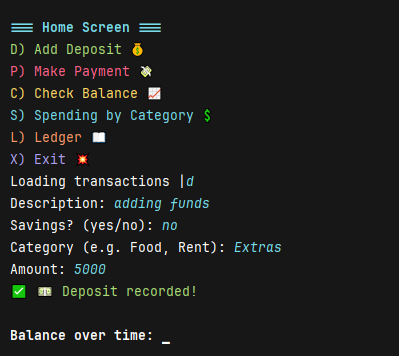 ═══ Home Screen ═══
D) Add Deposit 💰
P) Make Payment 💸
C) Check Balance 📈
S) Spending by Category 💲
L) Ledger 📖
X) Exit 💥
Loading transactions |d
Description: adding funds
Savings? (yes/no): no
Category (e.g. Food, Rent): Extras
Amount: 5000
✅ 💵 Deposit recorded!
Balance over time: _